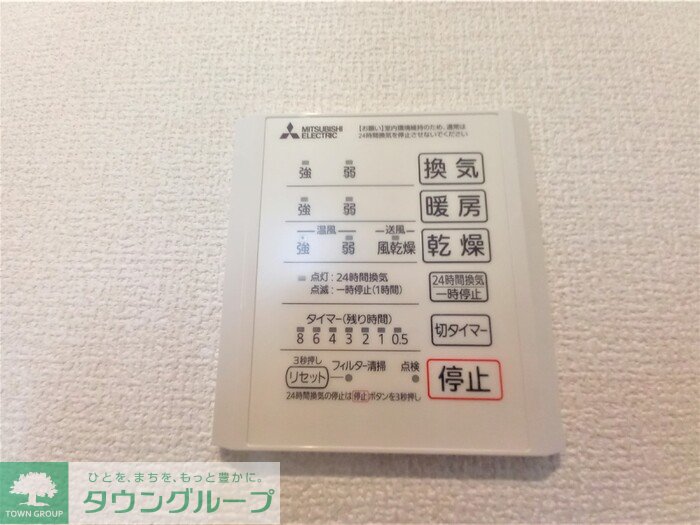 MITSUBISHI ELECTRIC
【お願い】室内環境維持のため、通常は
24時間換気を停止させないでください
強 弱 換気
強 弱 暖房
温風 送風
強 弱 風乾燥 乾燥
点灯:24時間換気
点滅:一時停止(1時間)
24時間換気
一時停止
タイマー(残り時間)
8 6 4 3 2 1 0.5
切タイマー
3秒押し
リセット フィルター清掃 点検
停止
24時間換気の停止は停止ボタンを3秒押し
ひとを、まちを、もっと豊かに。
タウングループ
TOWN GROUP